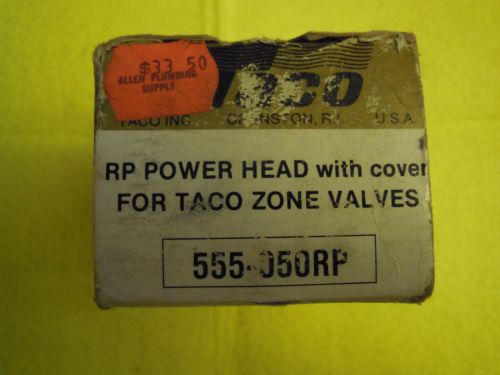 $33.50
ALLEN PLUMBING
SUPPLY
TACO
TACO INC. CRANSTON, R.I. U.S.A.
RP POWER HEAD with cover
FOR TACO ZONE VALVES
555-050RP